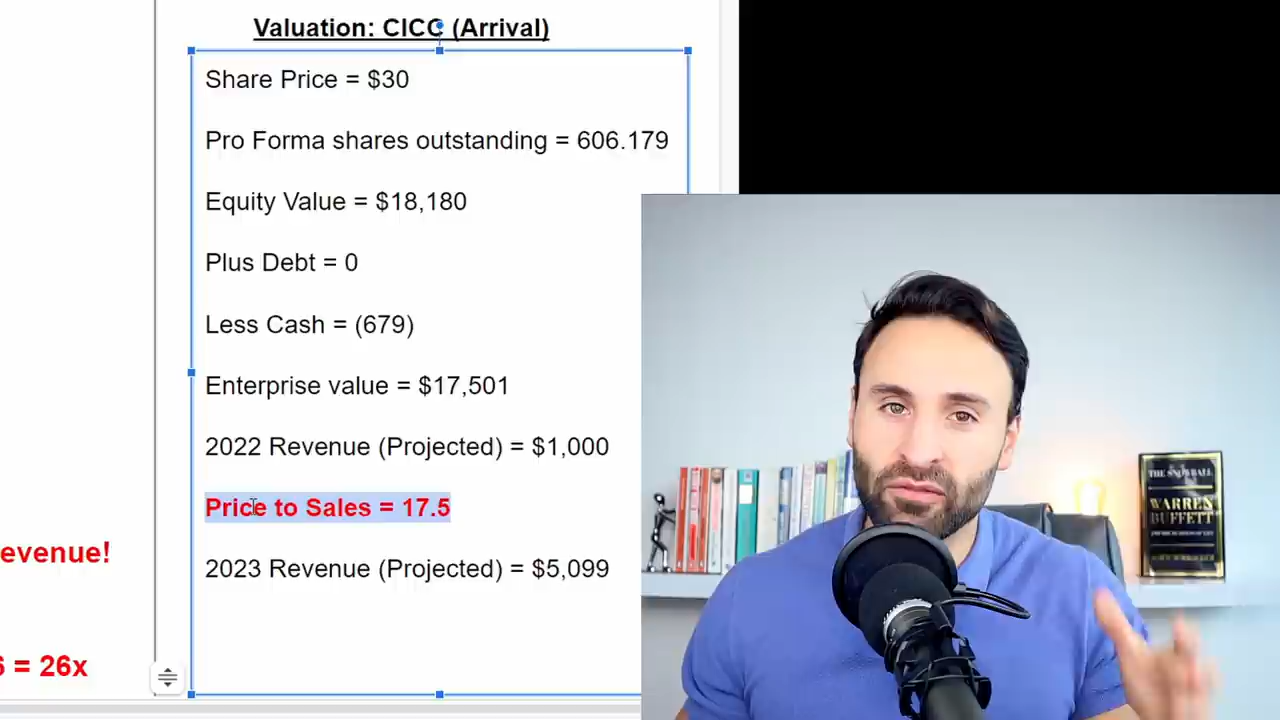 Valuation: CICC (Arrival)
Share Price = $30
Pro Forma shares outstanding = 606.179
Equity Value = $18,180
Plus Debt = 0
Less Cash = (679)
Enterprise value = $17,501
2022 Revenue (Projected) = $1,000
Price to Sales = 17.5
2023 Revenue (Projected) = $5,099
evenue!
= 26x
THE SNOWBALL
WARREN
BUFFETT